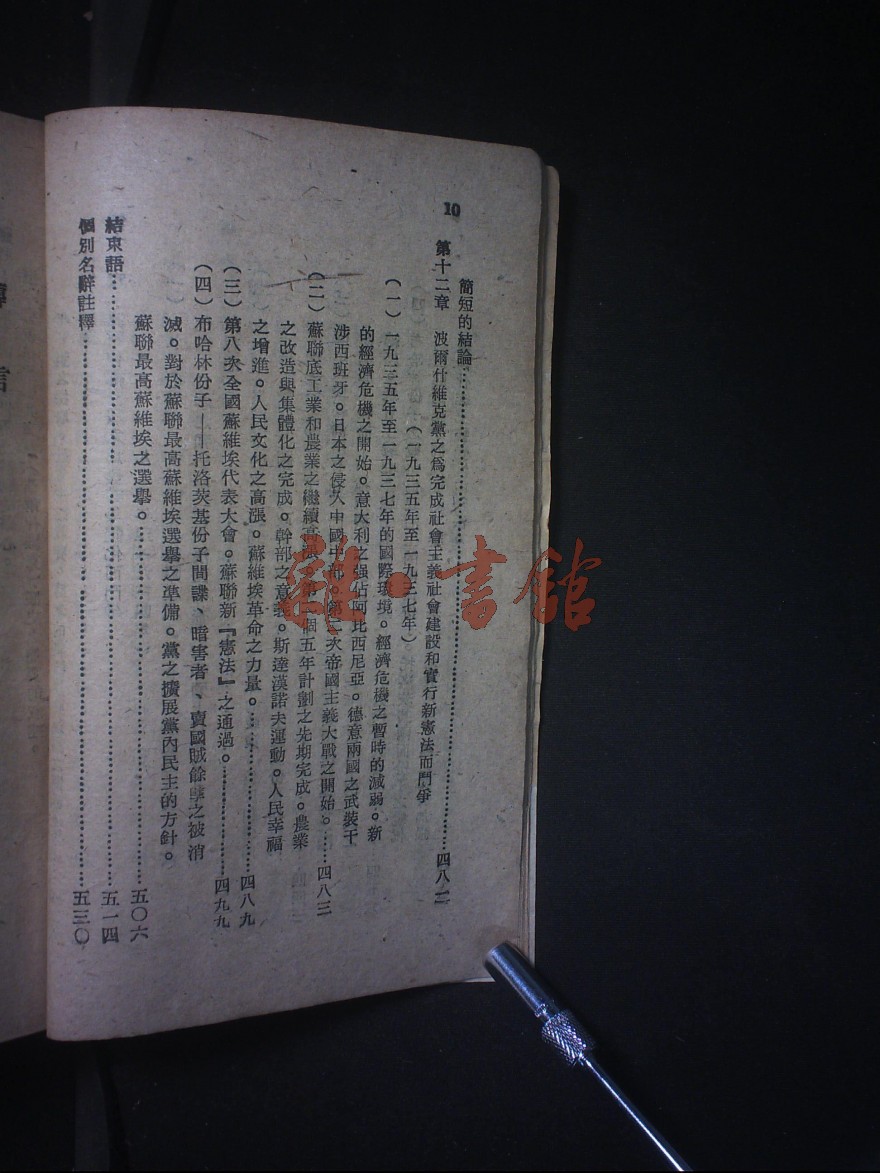 10
簡短的結論……四八二
第十二章　波爾什維克黨之爲完成社會主義社會建設和實行新憲法而鬥爭
（一九三五年至一九三七年）
（一）一九三五年至一九三七年的國際環境。經濟危機之暫時的減弱。新
的經濟危機之開始。意大利之强佔阿比西尼亞。德意兩國之武裝干
涉西班牙。日本之侵入中國中部。第二次帝國主義大戰之開始。……四八三
（二）蘇聯底工業和農業之繼續高漲。第二個五年計劃之先期完成。農業
之改造與集體化之完成。幹部之意義。斯達漢諾夫運動。人民幸福
之增進。人民文化之高漲。蘇維埃革命之力量。……四八九
（三）第八次全國蘇維埃代表大會。蘇聯新『憲法』之通過。……四九九
（四）布哈林份子——托洛茨基份子間諜、暗害者、賣國賊餘孽之被消
滅。對於蘇聯最高蘇維埃選舉之準備。黨之擴展黨內民主的方針。
蘇聯最高蘇維埃之選舉。……五〇六
結束語……五一四
個別名辭註釋……五三〇
雜·書館
言